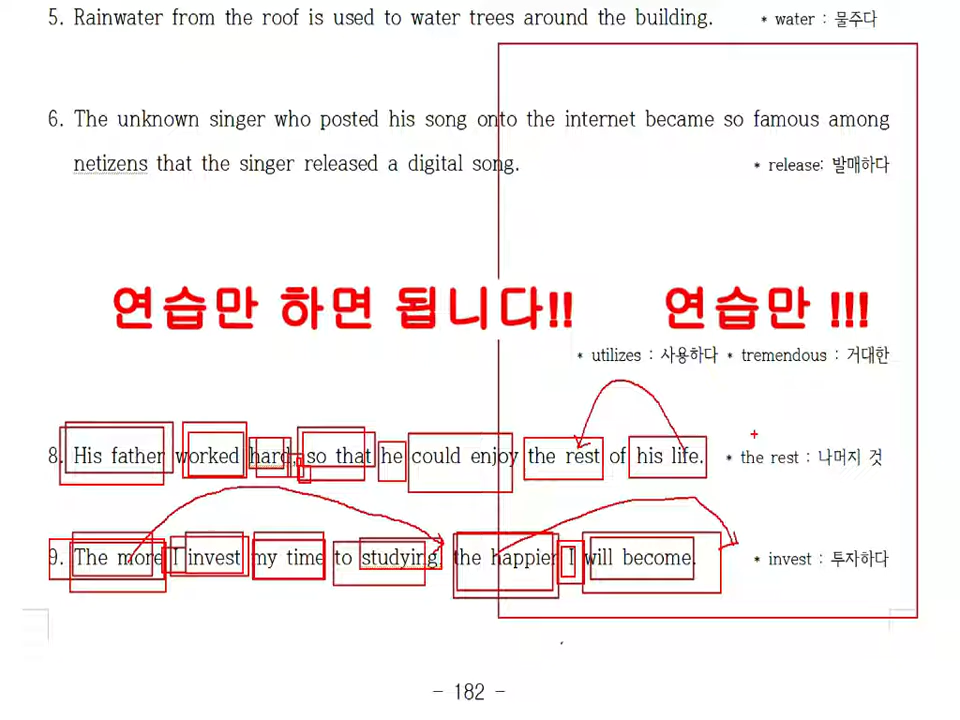 5. Rainwater from the roof is used to water trees around the building. * water : 물주다
6. The unknown singer who posted his song onto the internet became so famous among
netizens that the singer released a digital song. * release: 발매하다
연습만 하면 됩니다!! 연습만 !!!
* utilizes : 사용하다 * tremendous : 거대한
8. His father worked hard, so that he could enjoy the rest of his life. * the rest : 나머지 것
9. The more I invest my time to studying, the happier I will become. * invest : 투자하다
- 182 -